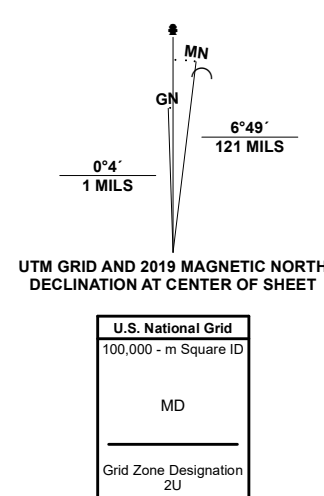 MN
GN
6°49´
121 MILS
0°4´
1 MILS
UTM GRID AND 2019 MAGNETIC NORTH
DECLINATION AT CENTER OF SHEET
U.S. National Grid
100,000 - m Square ID
MD
Grid Zone Designation
2U